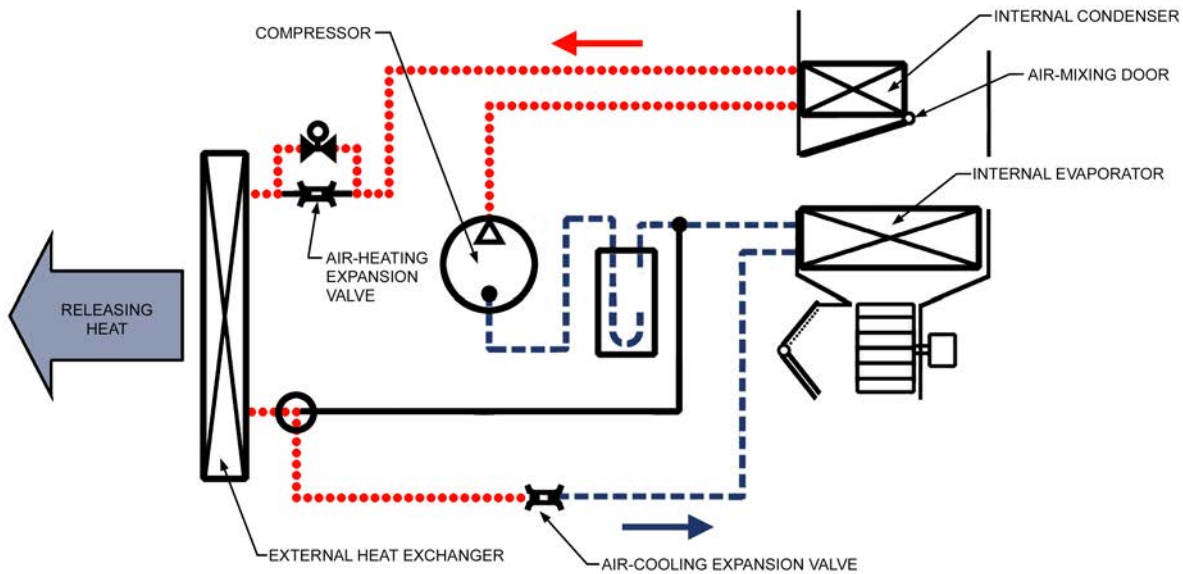 INTERNAL CONDENSER
COMPRESSOR
AIR-MIXING DOOR
INTERNAL EVAPORATOR
AIR-HEATING
EXPANSION
VALVE
RELEASING
HEAT
EXTERNAL HEAT EXCHANGER
AIR-COOLING EXPANSION VALVE